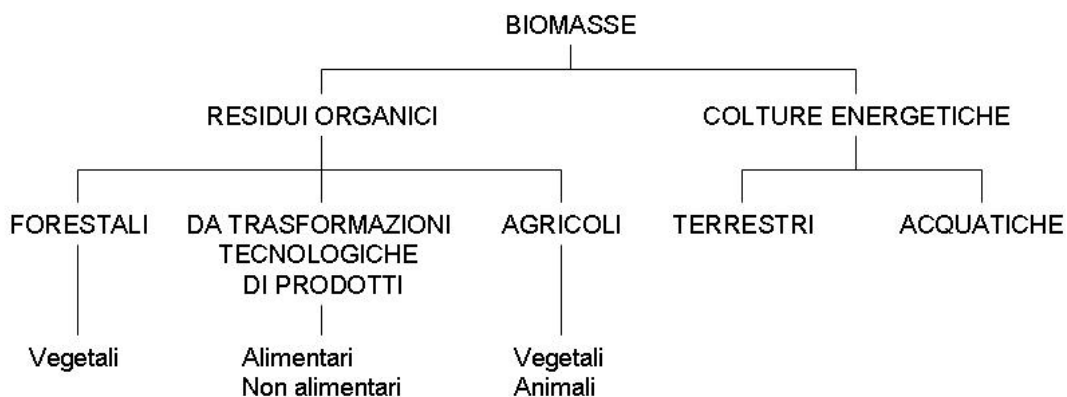 BIOMASSE
RESIDUI ORGANICI
COLTURE ENERGETICHE
FORESTALI
DA TRASFORMAZIONI
TECNOLOGICHE
DI PRODOTTI
AGRICOLI
TERRESTRI
ACQUATICHE
Vegetali
Alimentari
Non alimentari
Vegetali
Animali